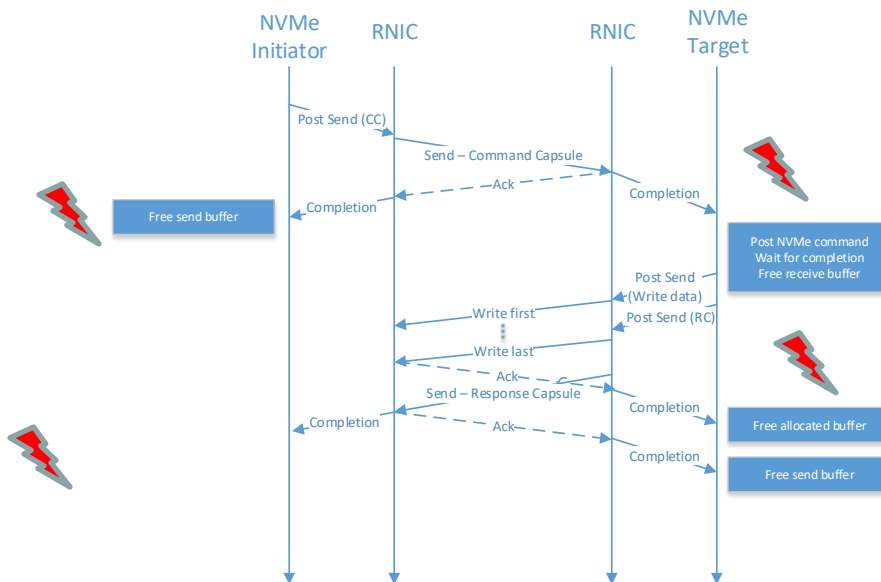 NVMe
Initiator
RNIC
RNIC
NVMe
Target
Post Send (CC)
Send – Command Capsule
Ack
Completion
Completion
Free send buffer
Post NVMe command
Wait for completion
Free receive buffer
Post Send
(Write data)
Write first
Post Send (RC)
Write last
Ack
Send – Response Capsule
Completion
Completion
Free allocated buffer
Ack
Completion
Free send buffer